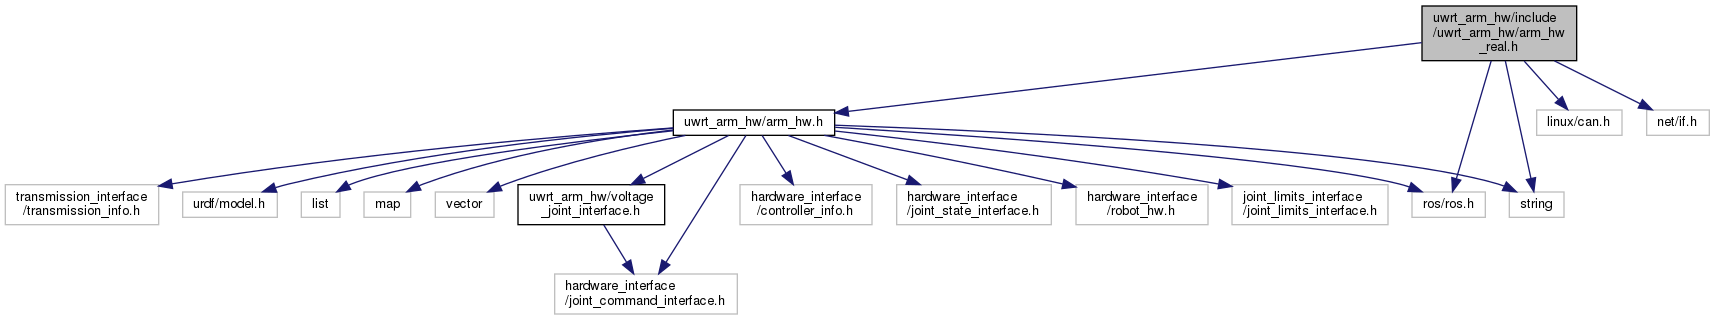 uwrt_arm_hw/include
/uwrt_arm_hw/arm_hw
_real.h
uwrt_arm_hw/arm_hw.h
linux/can.h
net/if.h
transmission_interface
/transmission_info.h
urdf/model.h
list
map
vector
uwrt_arm_hw/voltage
_joint_interface.h
hardware_interface
/controller_info.h
hardware_interface
/joint_state_interface.h
hardware_interface
/robot_hw.h
joint_limits_interface
/joint_limits_interface.h
ros/ros.h
string
hardware_interface
/joint_command_interface.h